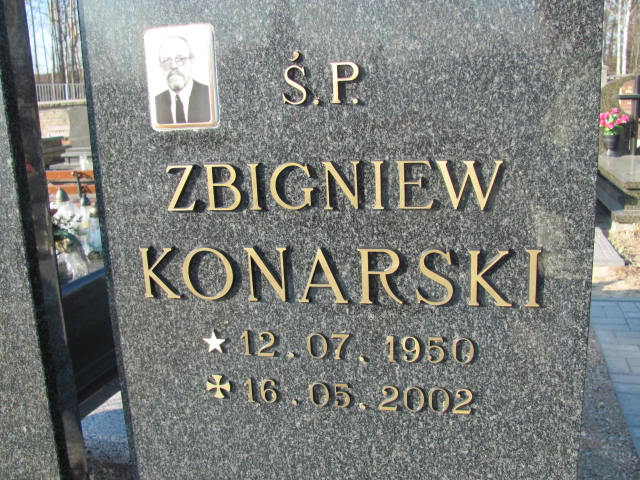 Ś.P.
ZBIGNIEW
KONARSKI
12.07.1950
16.05.2002